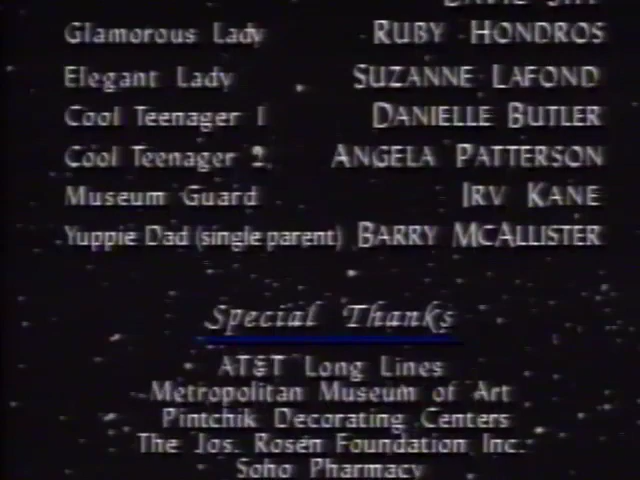 Glamorous Lady RUBY HONDROS
Elegant Lady SUZANNE LAFOND
Cool Teenager 1 DANIELLE BUTLER
Cool Teenager 2 ANGELA PATTERSON
Museum Guard IRV KANE
Yuppie Dad (single parent) BARRY MCALLISTER
Special Thanks
AT&T Long Lines
Metropolitan Museum of Art
Pintchik Decorating Centers
The Jos. Rosen Foundation Inc.
Soho Pharmacy